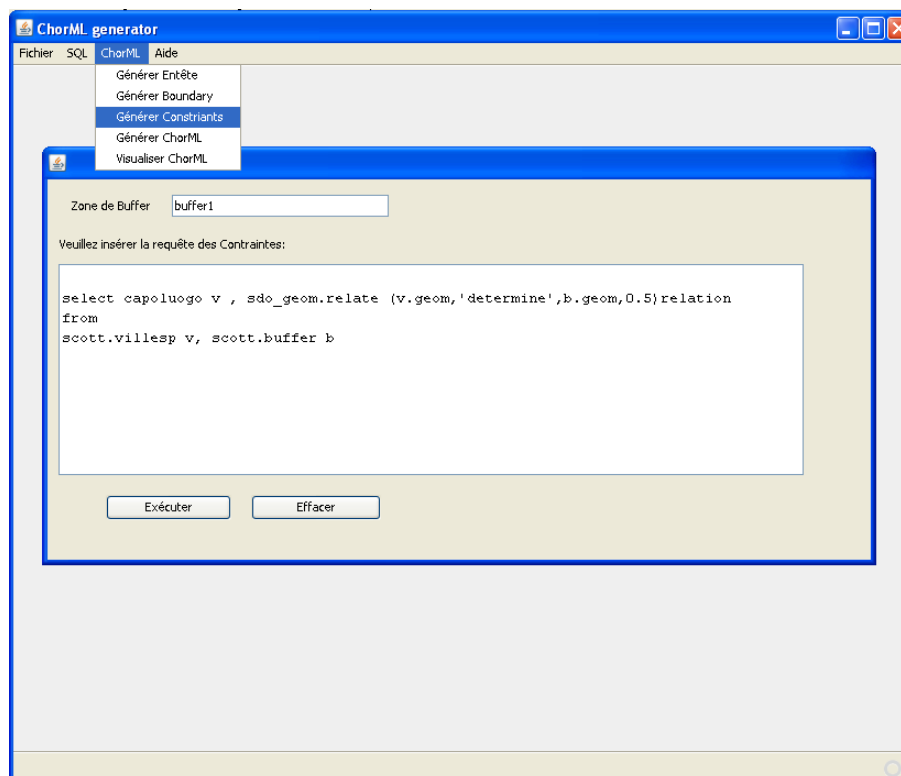 ChorML generator
Fichier SQL ChorML Aide
Générer Entête
Générer Boundary
Générer Constriants
Générer ChorML
Visualiser ChorML
Zone de Buffer buffer1
Veuillez insérer la requête des Contraintes:
select capoluogo v , sdo_geom.relate (v.geom,'determine',b.geom,0.5)relation
from
scott.villesp v, scott.buffer b
Exécuter Effacer